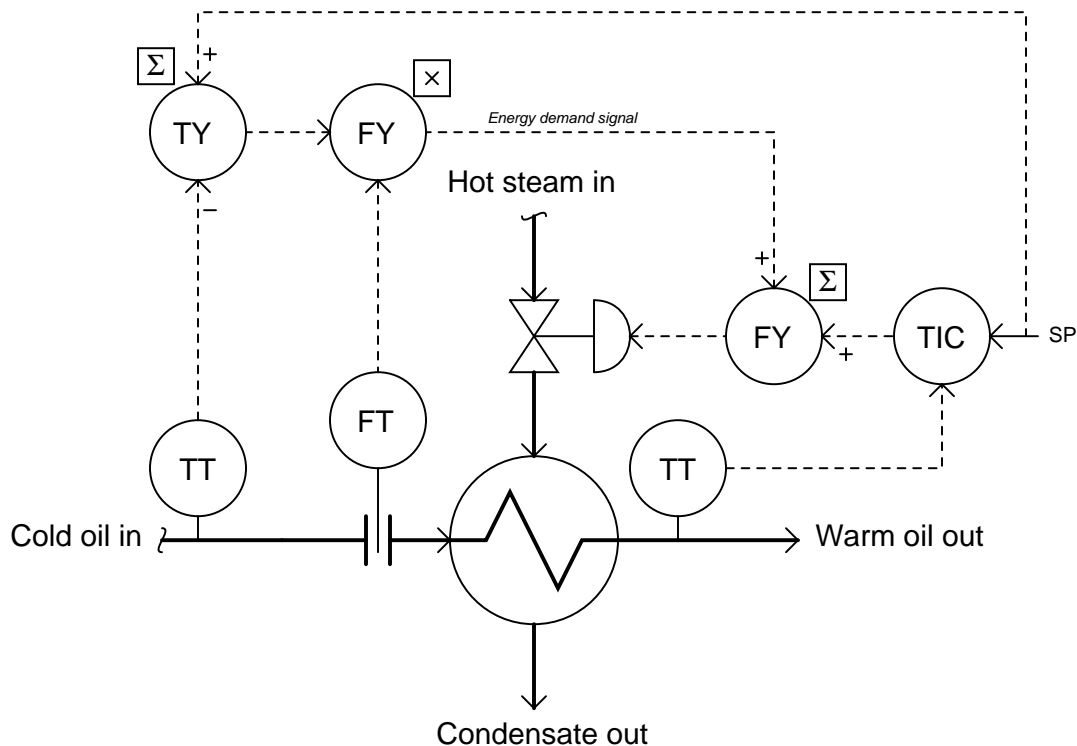 Σ
+
×
TY
FY
Energy demand signal
Hot steam in
−
+
Σ
FY
TIC
SP
+
FT
TT
TT
Cold oil in
Warm oil out
Condensate out